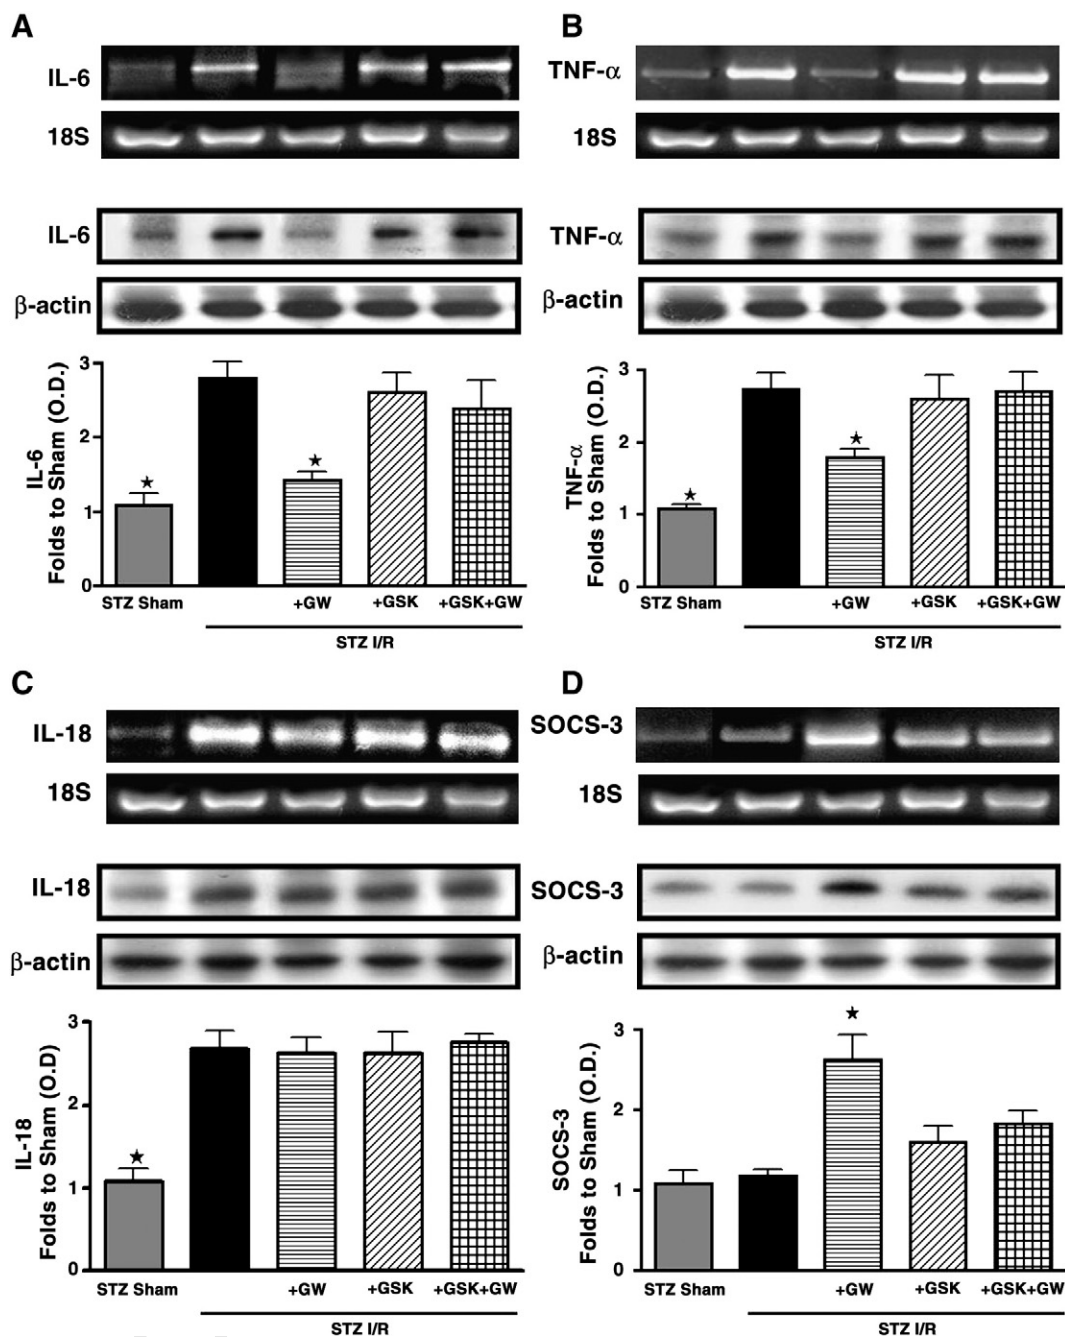 A
IL-6
18S
IL-6
β-actin
IL-6
Folds to Sham (O.D.)
3
2
1
0
★
★
STZ Sham
+GW
+GSK
+GSK+GW
STZ I/R
B
TNF-α
18S
TNF-α
β-actin
TNF-α
Folds to Sham (O.D.)
3
2
1
0
★
★
STZ Sham
+GW
+GSK
+GSK+GW
STZ I/R
C
IL-18
18S
IL-18
β-actin
IL-18
Folds to Sham (O.D)
3
2
1
0
★
STZ Sham
+GW
+GSK
+GSK+GW
STZ I/R
D
SOCS-3
18S
SOCS-3
β-actin
SOCS-3
Folds to Sham (O.D.)
3
2
1
0
★
STZ Sham
+GW
+GSK
+GSK+GW
STZ I/R